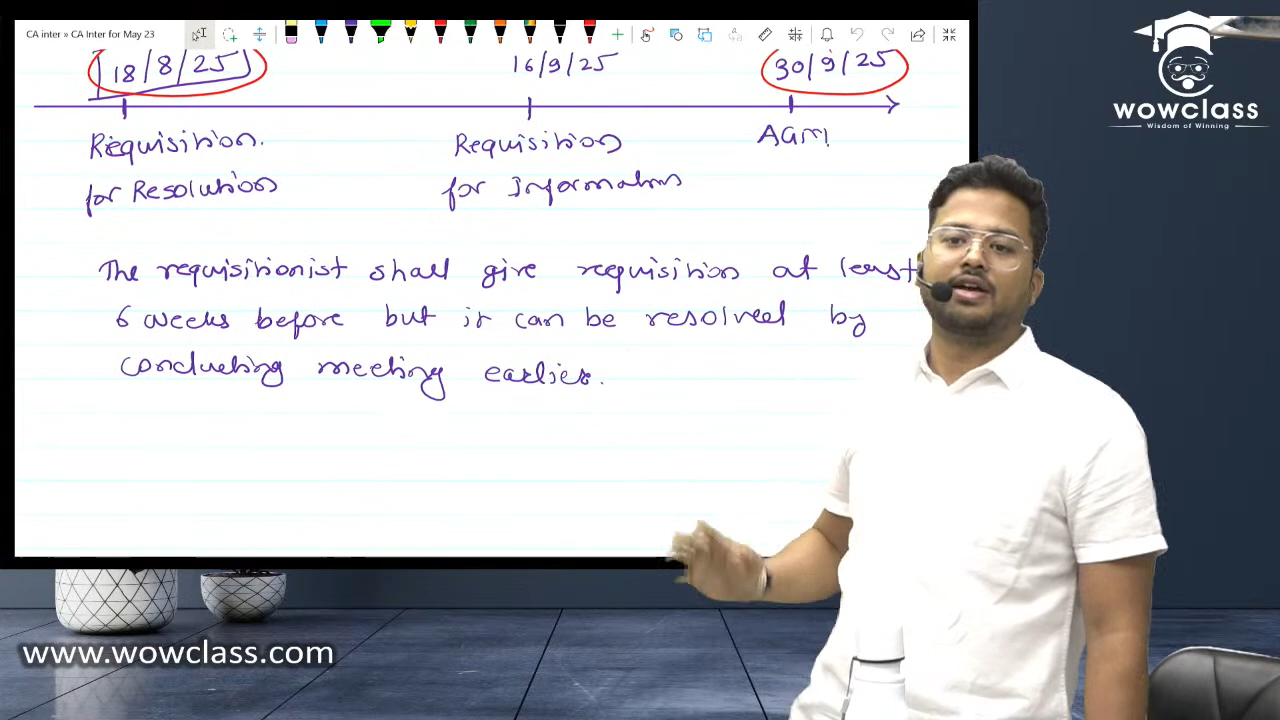 CA inter » CA Inter for May 23
18/8/25 16/9/25 30/9/25
Requisition. Requisition AGM
for Resolution for Information
The requisitionist shall give requisition at least
6 weeks before but it can be resolved by
conducting meeting earlier.
wowclass
Wisdom of Winning
www.wowclass.com